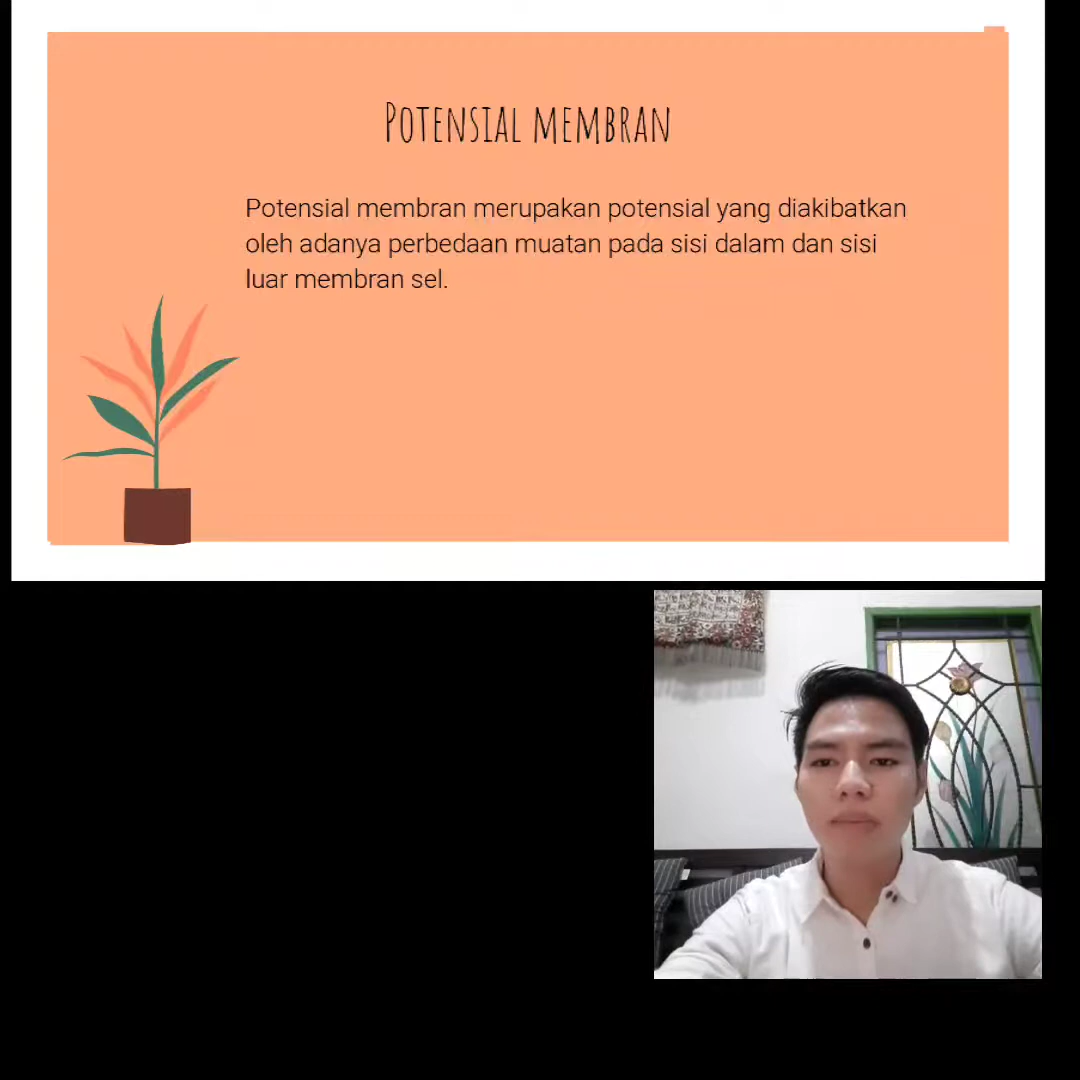 Potensial membran
Potensial membran merupakan potensial yang diakibatkan
oleh adanya perbedaan muatan pada sisi dalam dan sisi
luar membran sel.